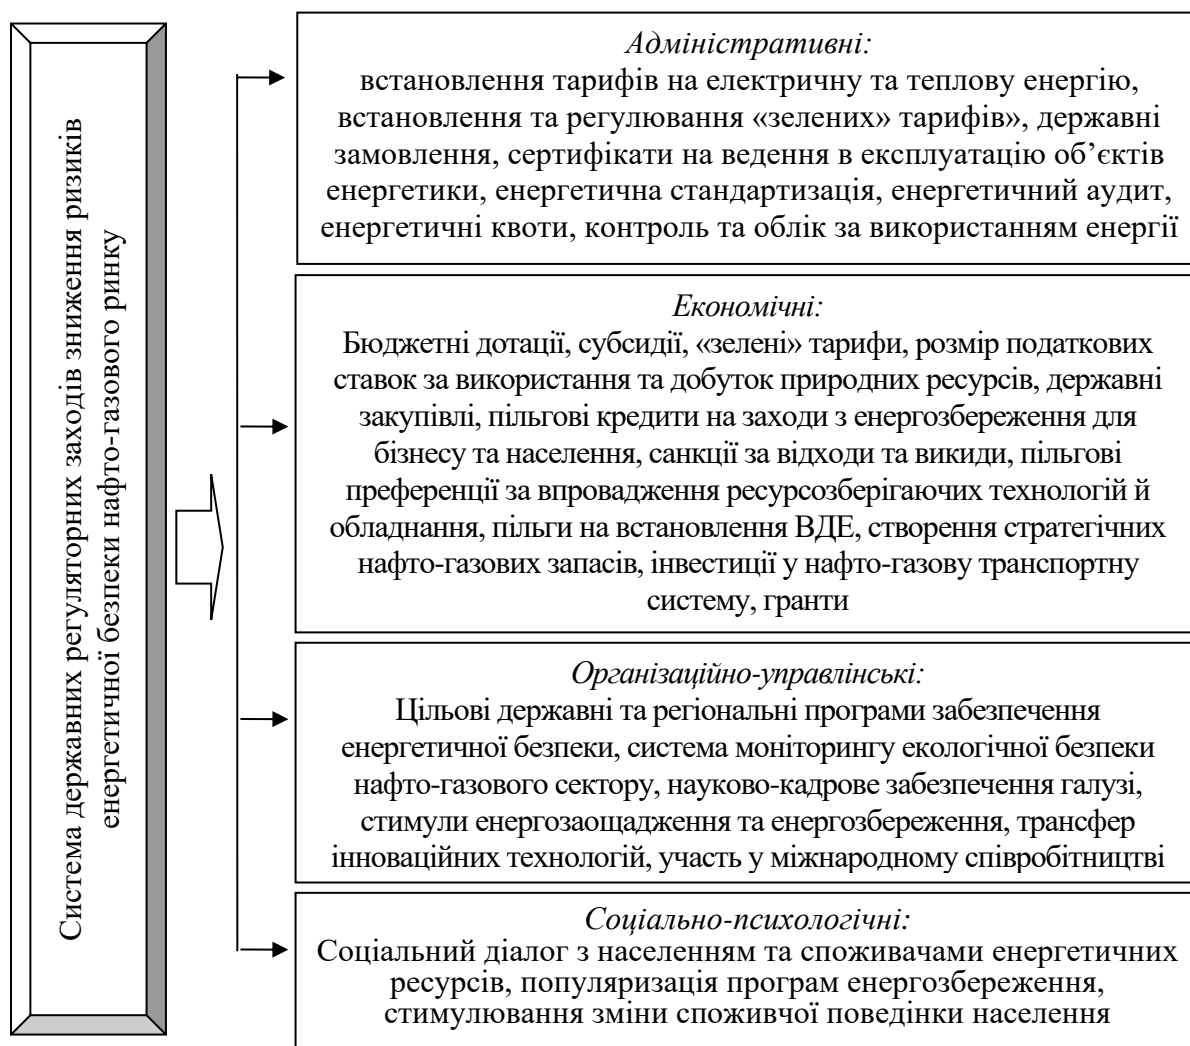 Система державних регуляторних заходів зниження ризиків
енергетичної безпеки нафто-газового ринку
Адміністративні:
встановлення тарифів на електричну та теплову енергію,
встановлення та регулювання «зелених» тарифів», державні
замовлення, сертифікати на ведення в експлуатацію об’єктів
енергетики, енергетична стандартизація, енергетичний аудит,
енергетичні квоти, контроль та облік за використанням енергії
Економічні:
Бюджетні дотації, субсидії, «зелені» тарифи, розмір податкових
ставок за використання та добуток природних ресурсів, державні
закупівлі, пільгові кредити на заходи з енергозбереження для
бізнесу та населення, санкції за відходи та викиди, пільгові
преференції за впровадження ресурсозберігаючих технологій й
обладнання, пільги на встановлення ВДЕ, створення стратегічних
нафто-газових запасів, інвестиції у нафто-газову транспортну
систему, гранти
Організаційно-управлінські:
Цільові державні та регіональні програми забезпечення
енергетичної безпеки, система моніторингу екологічної безпеки
нафто-газового сектору, науково-кадрове забезпечення галузі,
стимули енергозаощадження та енергозбереження, трансфер
інноваційних технологій, участь у міжнародному співробітництві
Соціально-психологічні:
Соціальний діалог з населенням та споживачами енергетичних
ресурсів, популяризація програм енергозбереження,
стимулювання зміни споживчої поведінки населення